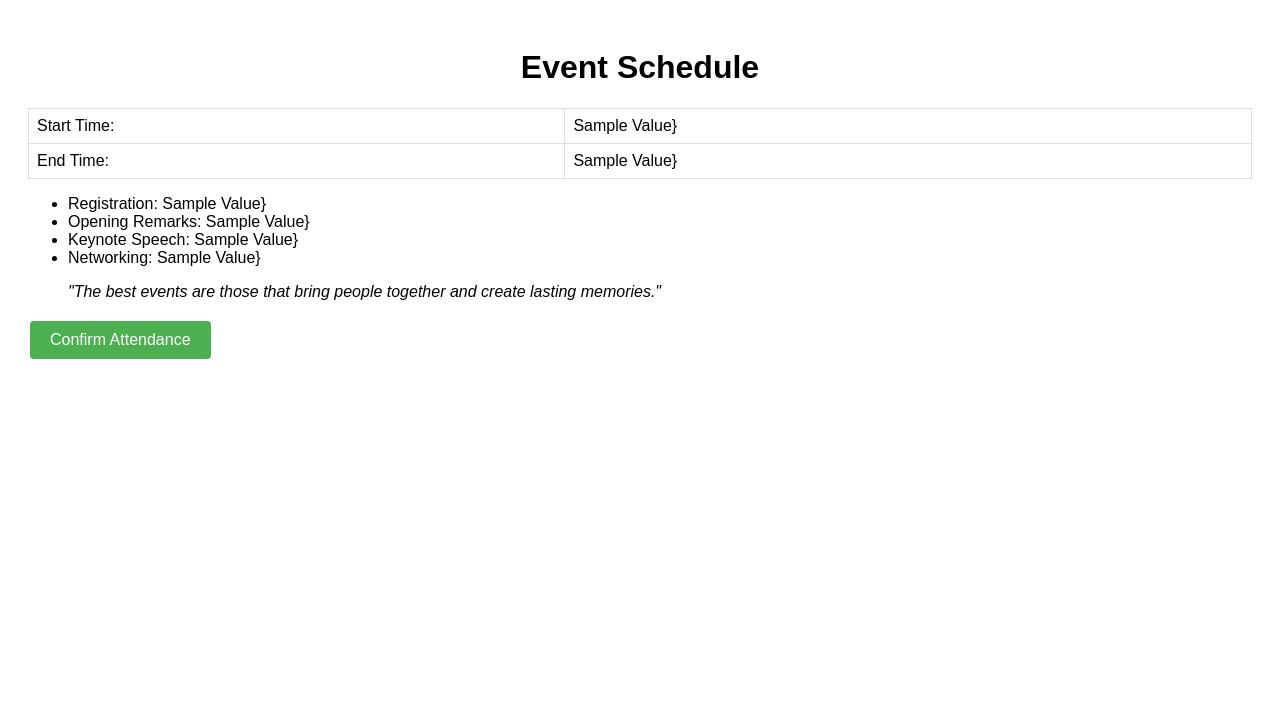 Event Schedule
Start Time: Sample Value}
End Time: Sample Value}
Registration: Sample Value}
Opening Remarks: Sample Value}
Keynote Speech: Sample Value}
Networking: Sample Value}
"The best events are those that bring people together and create lasting memories."
Confirm Attendance